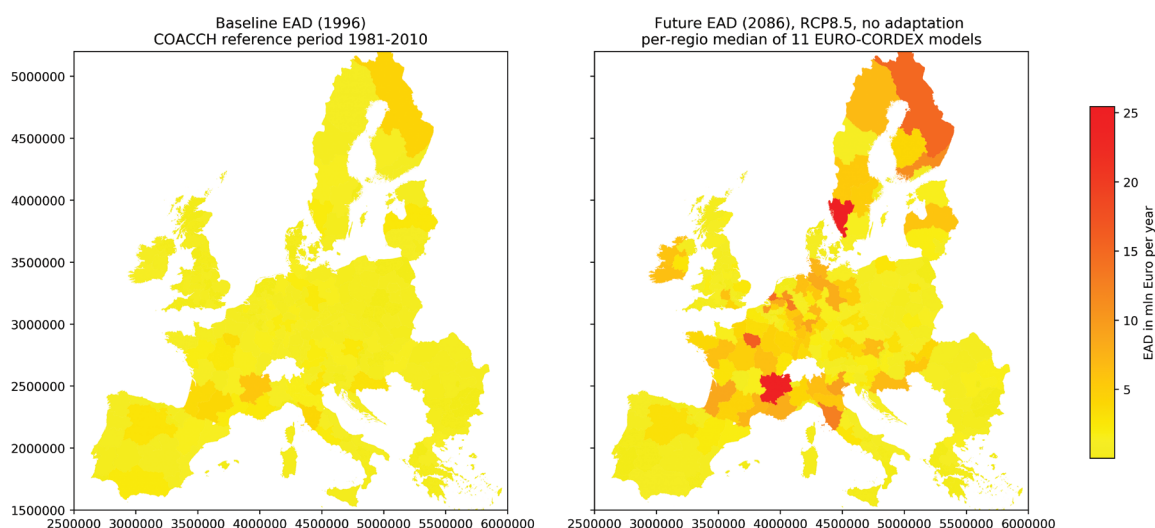 Baseline EAD (1996)
COACCH reference period 1981-2010
5000000
4500000
4000000
3500000
3000000
2500000
2000000
1500000
2500000 3000000 3500000 4000000 4500000 5000000 5500000 6000000
Future EAD (2086), RCP8.5, no adaptation
per-regio median of 11 EURO-CORDEX models
2500000 3000000 3500000 4000000 4500000 5000000 5500000 6000000
25
20
15
10
5
EAD in mln Euro per year